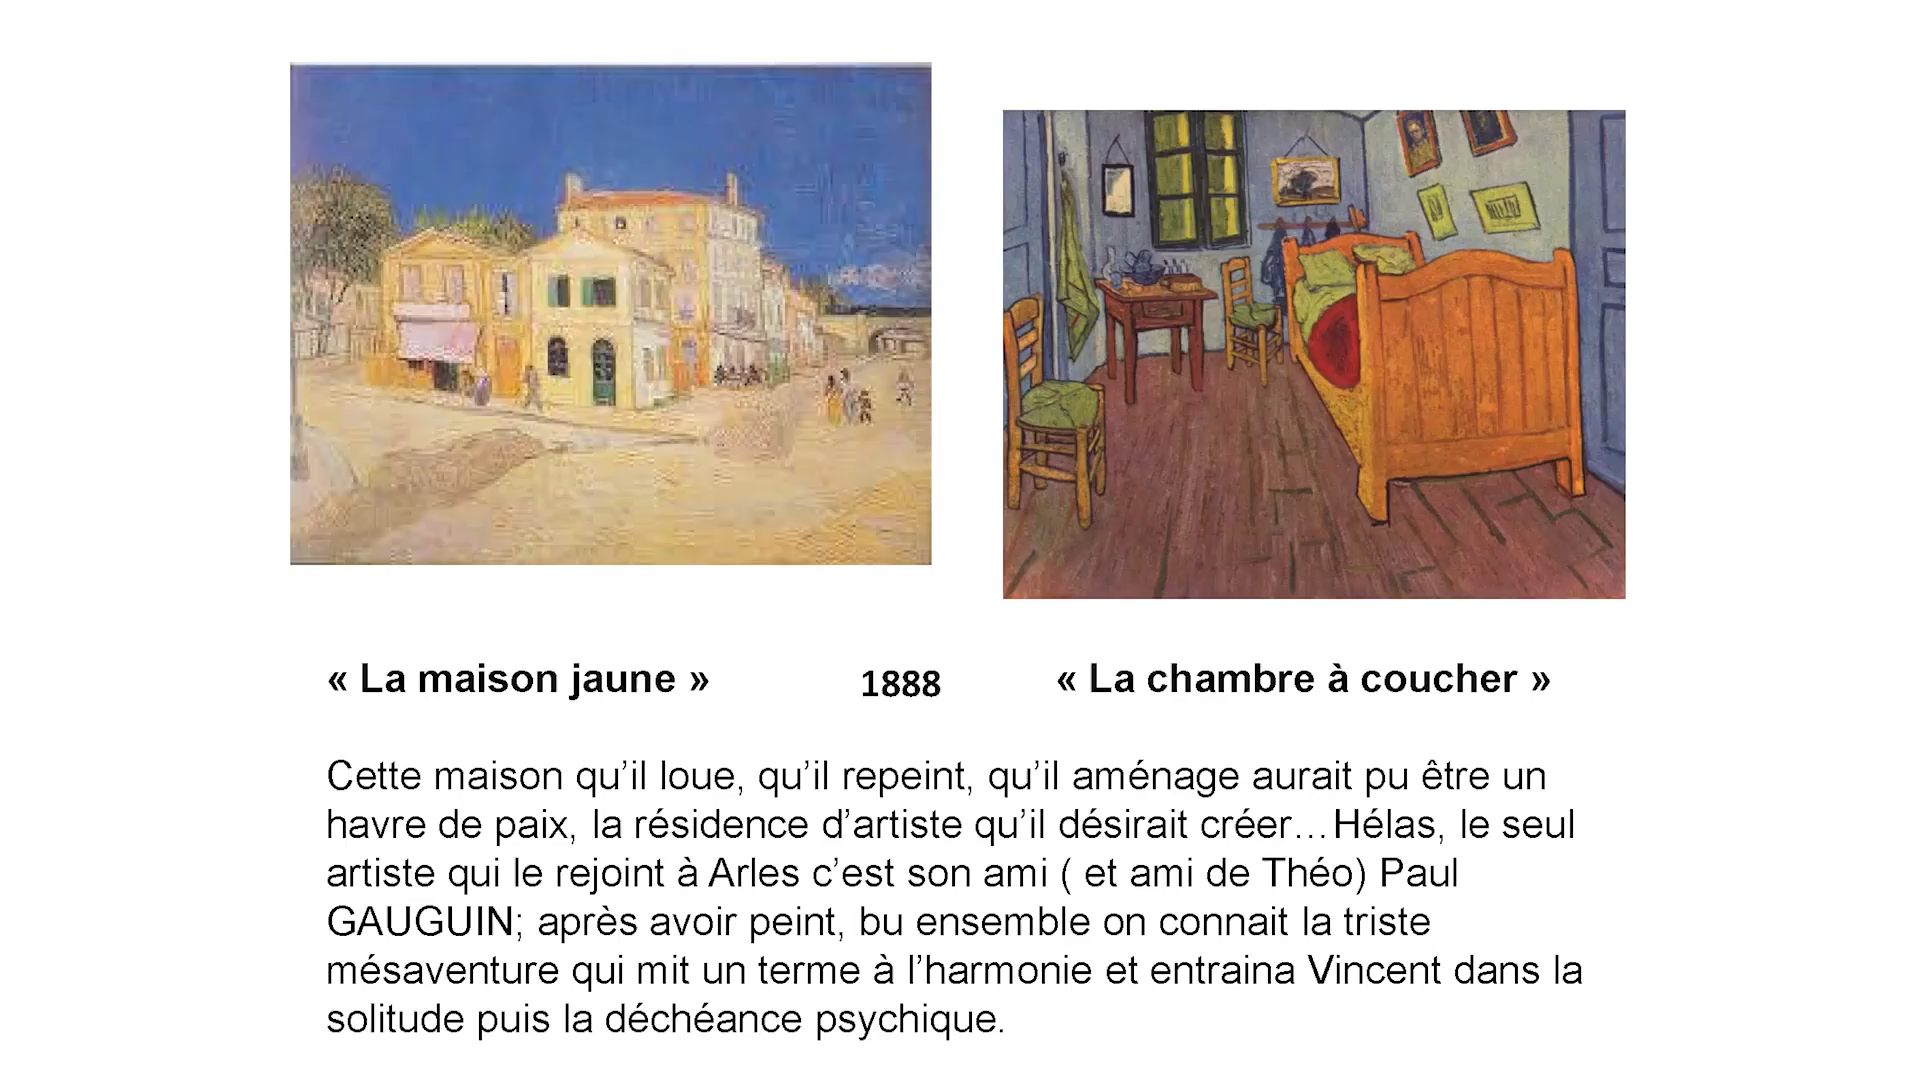 « La maison jaune » 1888 « La chambre à coucher »
Cette maison qu’il loue, qu’il repeint, qu’il aménage aurait pu être un
havre de paix, la résidence d’artiste qu’il désirait créer…Hélas, le seul
artiste qui le rejoint à Arles c’est son ami ( et ami de Théo) Paul
GAUGUIN; après avoir peint, bu ensemble on connait la triste
mésaventure qui mit un terme à l’harmonie et entraina Vincent dans la
solitude puis la déchéance psychique.